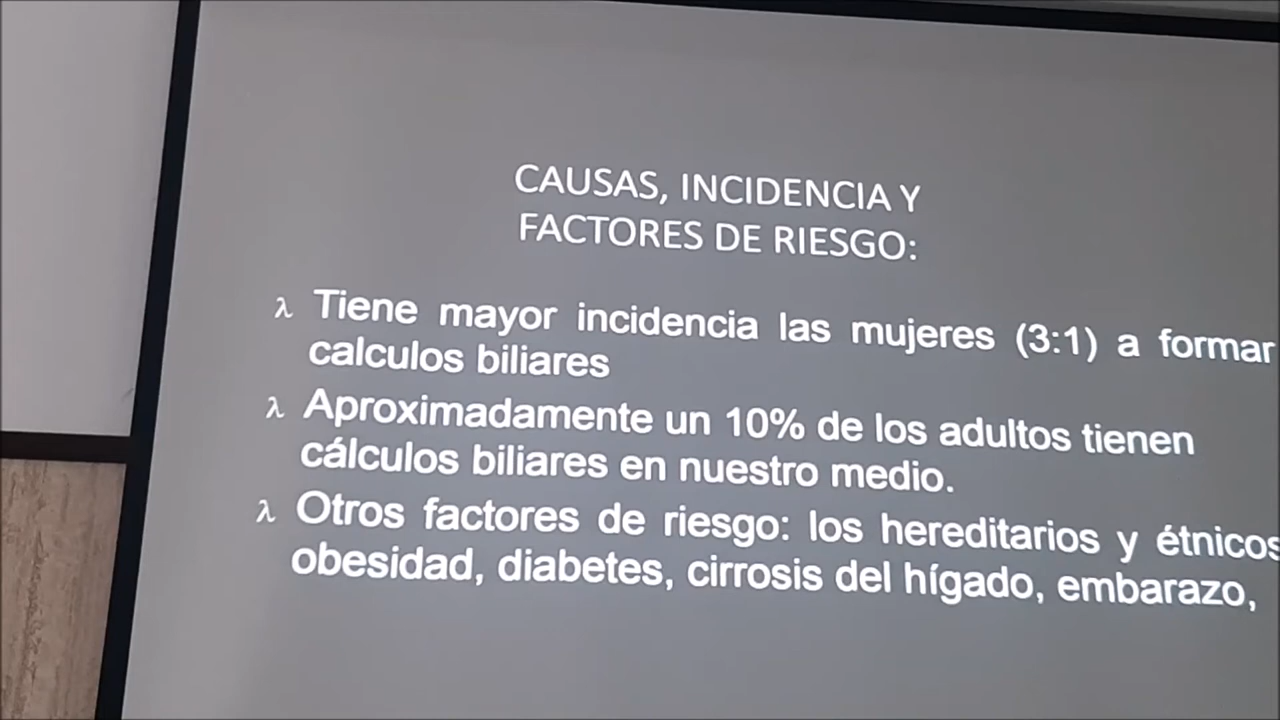 CAUSAS, INCIDENCIA Y
FACTORES DE RIESGO:
λ Tiene mayor incidencia las mujeres (3:1) a formar
calculos biliares
λ Aproximadamente un 10% de los adultos tienen
cálculos biliares en nuestro medio.
λ Otros factores de riesgo: los hereditarios y étnicos
obesidad, diabetes, cirrosis del hígado, embarazo,